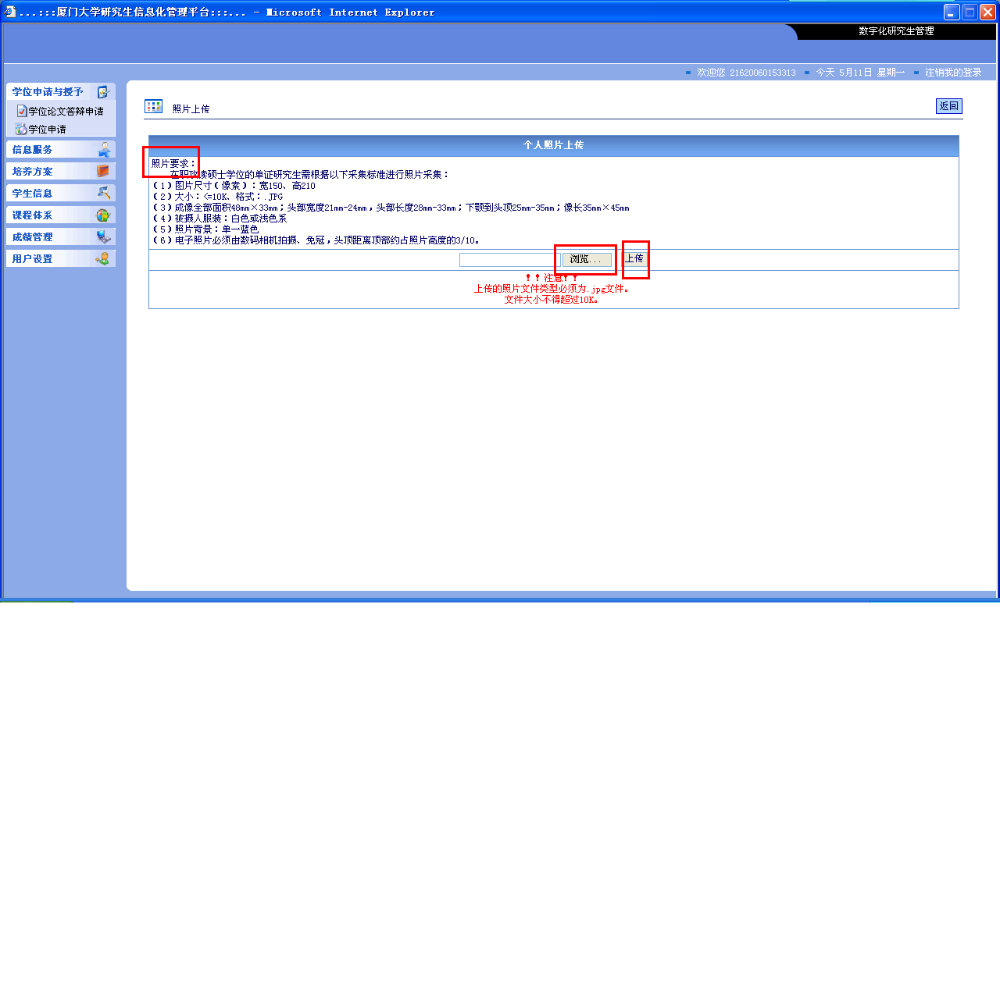 ...:::厦门大学研究生信息化管理平台:::... - Microsoft Internet Explorer
数字化研究生管理
欢迎您 21620060153313 今天 5月11日 星期一 注销我的登录
学位申请与授予
学位论文答辩申请
学位申请
信息服务
培养方案
学生信息
课程体系
成绩管理
用户设置
照片上传
返回
个人照片上传
照片要求：
在职攻读硕士学位的单证研究生需根据以下采集标准进行照片采集：
（1）图片尺寸（像素）：宽150、高210
（2）大小：<=10K、格式：.JPG
（3）成像全部面积48mm×33mm；头部宽度21mm-24mm，头部长度28mm-33mm；下颚到头顶25mm-35mm；像长35mm×45mm
（4）被摄人服装：白色或浅色系
（5）照片背景：单一蓝色
（6）电子照片必须由数码相机拍摄、免冠，头顶距离顶部约占照片高度的3/10。
浏览... 上传
！！注意！！
上传的照片文件类型必须为.jpg文件。
文件大小不得超过10K。